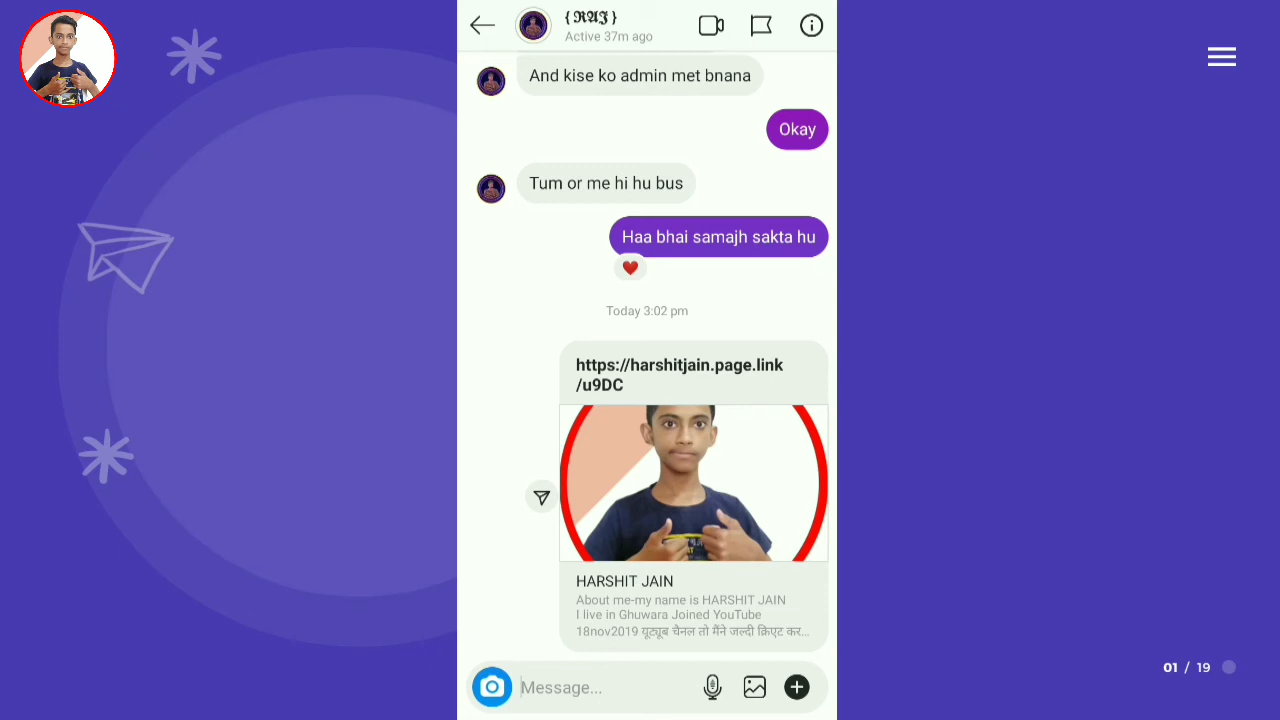 {ℜ𝔄𝔍}
Active 37m ago
And kise ko admin met bnana
Okay
Tum or me hi hu bus
Haa bhai samajh sakta hu
Today 3:02 pm
https://harshitjain.page.link
/u9DC
HARSHIT JAIN
About me-my name is HARSHIT JAIN
I live in Ghuwara Joined YouTube
18nov2019 यूट्यूब चैनल तो मैंने जल्दी क्रिएट कर...
Message...
01 / 19